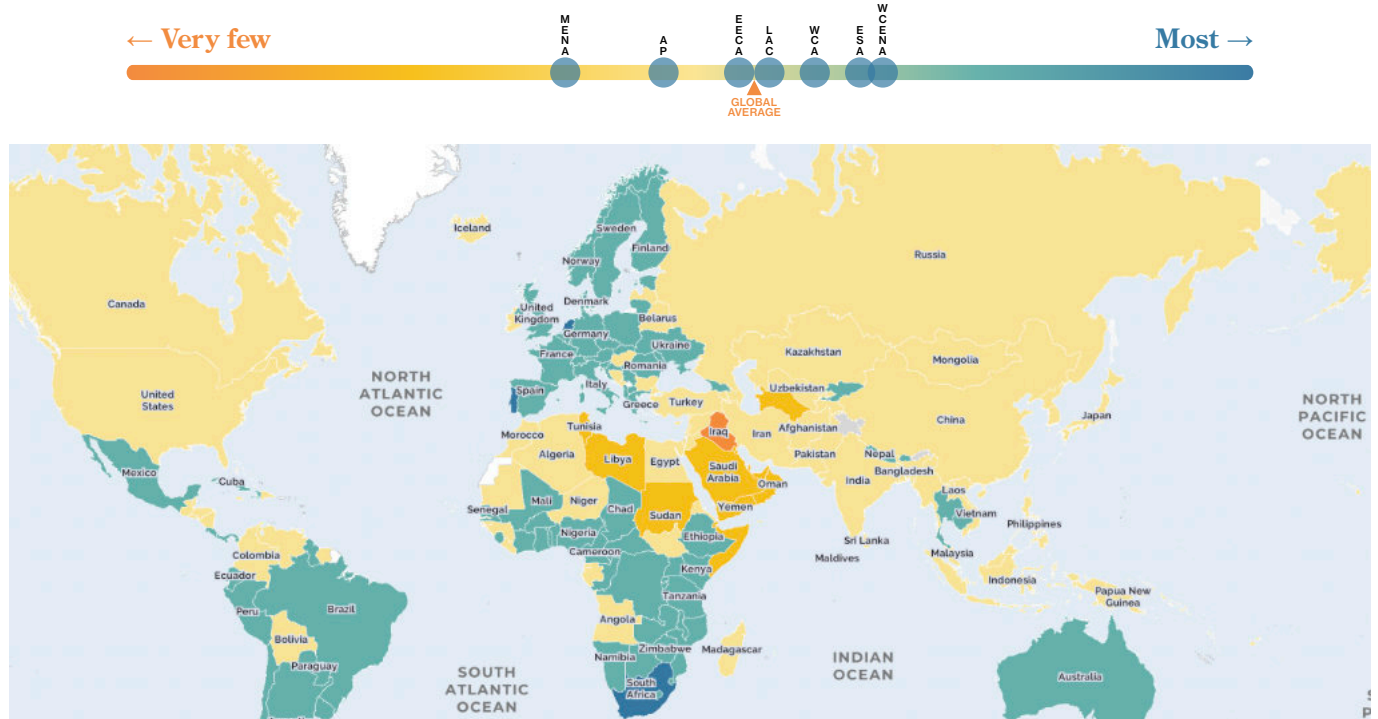 ← Very few
MENA
AP
EECA
LAC
WCA
ESA
WCENA
Most →
GLOBAL
AVERAGE
Iceland
Sweden
Finland
Norway
Russia
Canada
United
Kingdom
Denmark
Belarus
Germany
Ukraine
France
Kazakhstan
Mongolia
Romania
NORTH
ATLANTIC
OCEAN
Spain
Italy
Uzbekistan
United
States
Greece
Turkey
NORTH
PACIFIC
OCEAN
China
Japan
Tunisia
Morocco
Iraq
Iran
Afghanistan
Algeria
Libya
Egypt
Pakistan
Nepal
Saudi
Arabia
Bangladesh
Mexico
Cuba
India
Oman
Laos
Mali
Niger
Chad
Senegal
Sudan
Yemen
Vietnam
Philippines
Nigeria
Ethiopia
Sri Lanka
Cameroon
Colombia
Maldives
Malaysia
Kenya
Ecuador
Indonesia
Tanzania
Papua New
Guinea
Peru
Brazil
Angola
Bolivia
Zimbabwe
Madagascar
Namibia
INDIAN
OCEAN
Paraguay
SOUTH
ATLANTIC
OCEAN
South
Africa
Australia